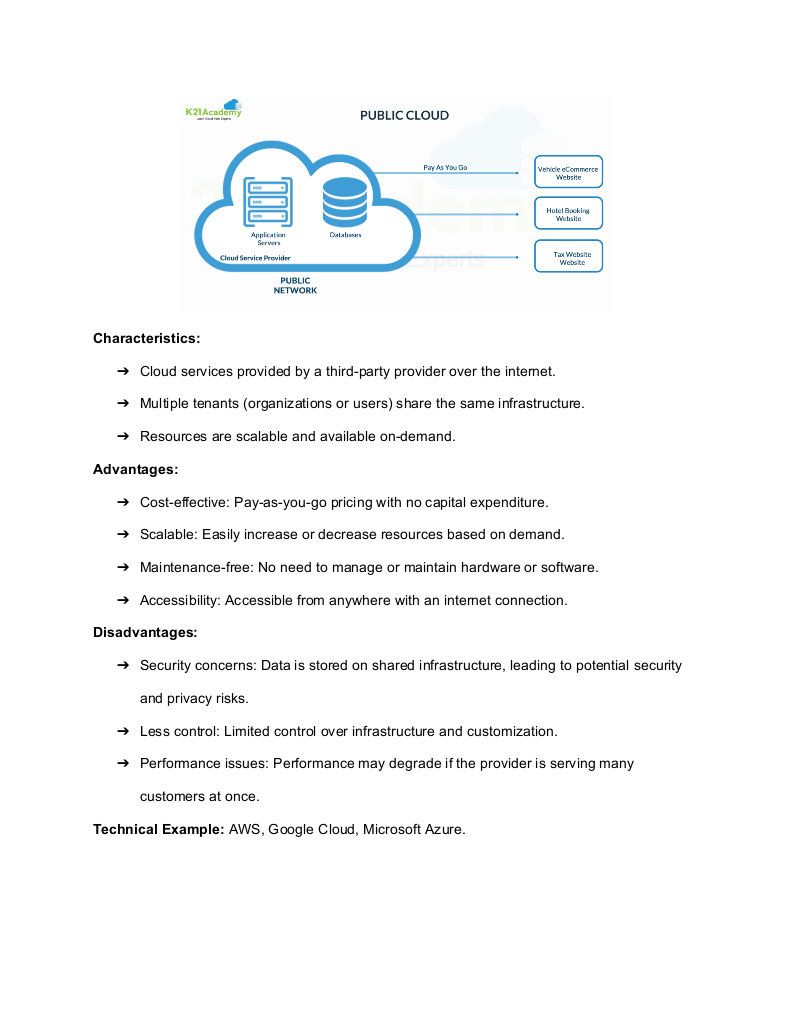 K21Academy
Learn Cloud from Experts
PUBLIC CLOUD
Pay As You Go
Vehicle eCommerce
Website
Hotel Booking
Website
Tax Website
Website
Application
Servers
Databases
Cloud Service Provider
Experts
PUBLIC
NETWORK
Characteristics:
➔ Cloud services provided by a third-party provider over the internet.
➔ Multiple tenants (organizations or users) share the same infrastructure.
➔ Resources are scalable and available on-demand.
Advantages:
➔ Cost-effective: Pay-as-you-go pricing with no capital expenditure.
➔ Scalable: Easily increase or decrease resources based on demand.
➔ Maintenance-free: No need to manage or maintain hardware or software.
➔ Accessibility: Accessible from anywhere with an internet connection.
Disadvantages:
➔ Security concerns: Data is stored on shared infrastructure, leading to potential security
and privacy risks.
➔ Less control: Limited control over infrastructure and customization.
➔ Performance issues: Performance may degrade if the provider is serving many
customers at once.
Technical Example: AWS, Google Cloud, Microsoft Azure.